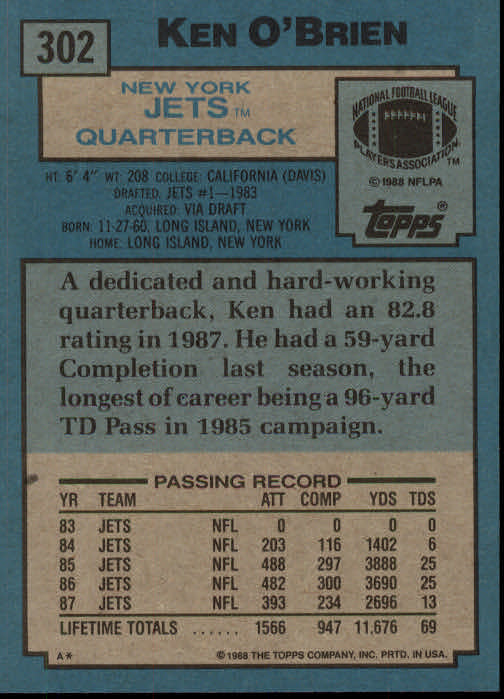 302
KEN O'BRIEN
NEW YORK
JETS™
QUARTERBACK
NATIONAL FOOTBALL LEAGUE
PLAYERS ASSOCIATION™
© 1988 NFLPA
topps®
HT: 6' 4" WT: 208 COLLEGE: CALIFORNIA (DAVIS)
DRAFTED: JETS #1—1983
ACQUIRED: VIA DRAFT
BORN: 11-27-60, LONG ISLAND, NEW YORK
HOME: LONG ISLAND, NEW YORK
A dedicated and hard-working
quarterback, Ken had an 82.8
rating in 1987. He had a 59-yard
Completion last season, the
longest of career being a 96-yard
TD Pass in 1985 campaign.
PASSING RECORD
YR TEAM ATT COMP YDS TDS
83 JETS NFL 0 0 0 0
84 JETS NFL 203 116 1402 6
85 JETS NFL 488 297 3888 25
86 JETS NFL 482 300 3690 25
87 JETS NFL 393 234 2696 13
LIFETIME TOTALS ...... 1566 947 11.676 69
A* © 1988 THE TOPPS COMPANY, INC. PRTD. IN USA.